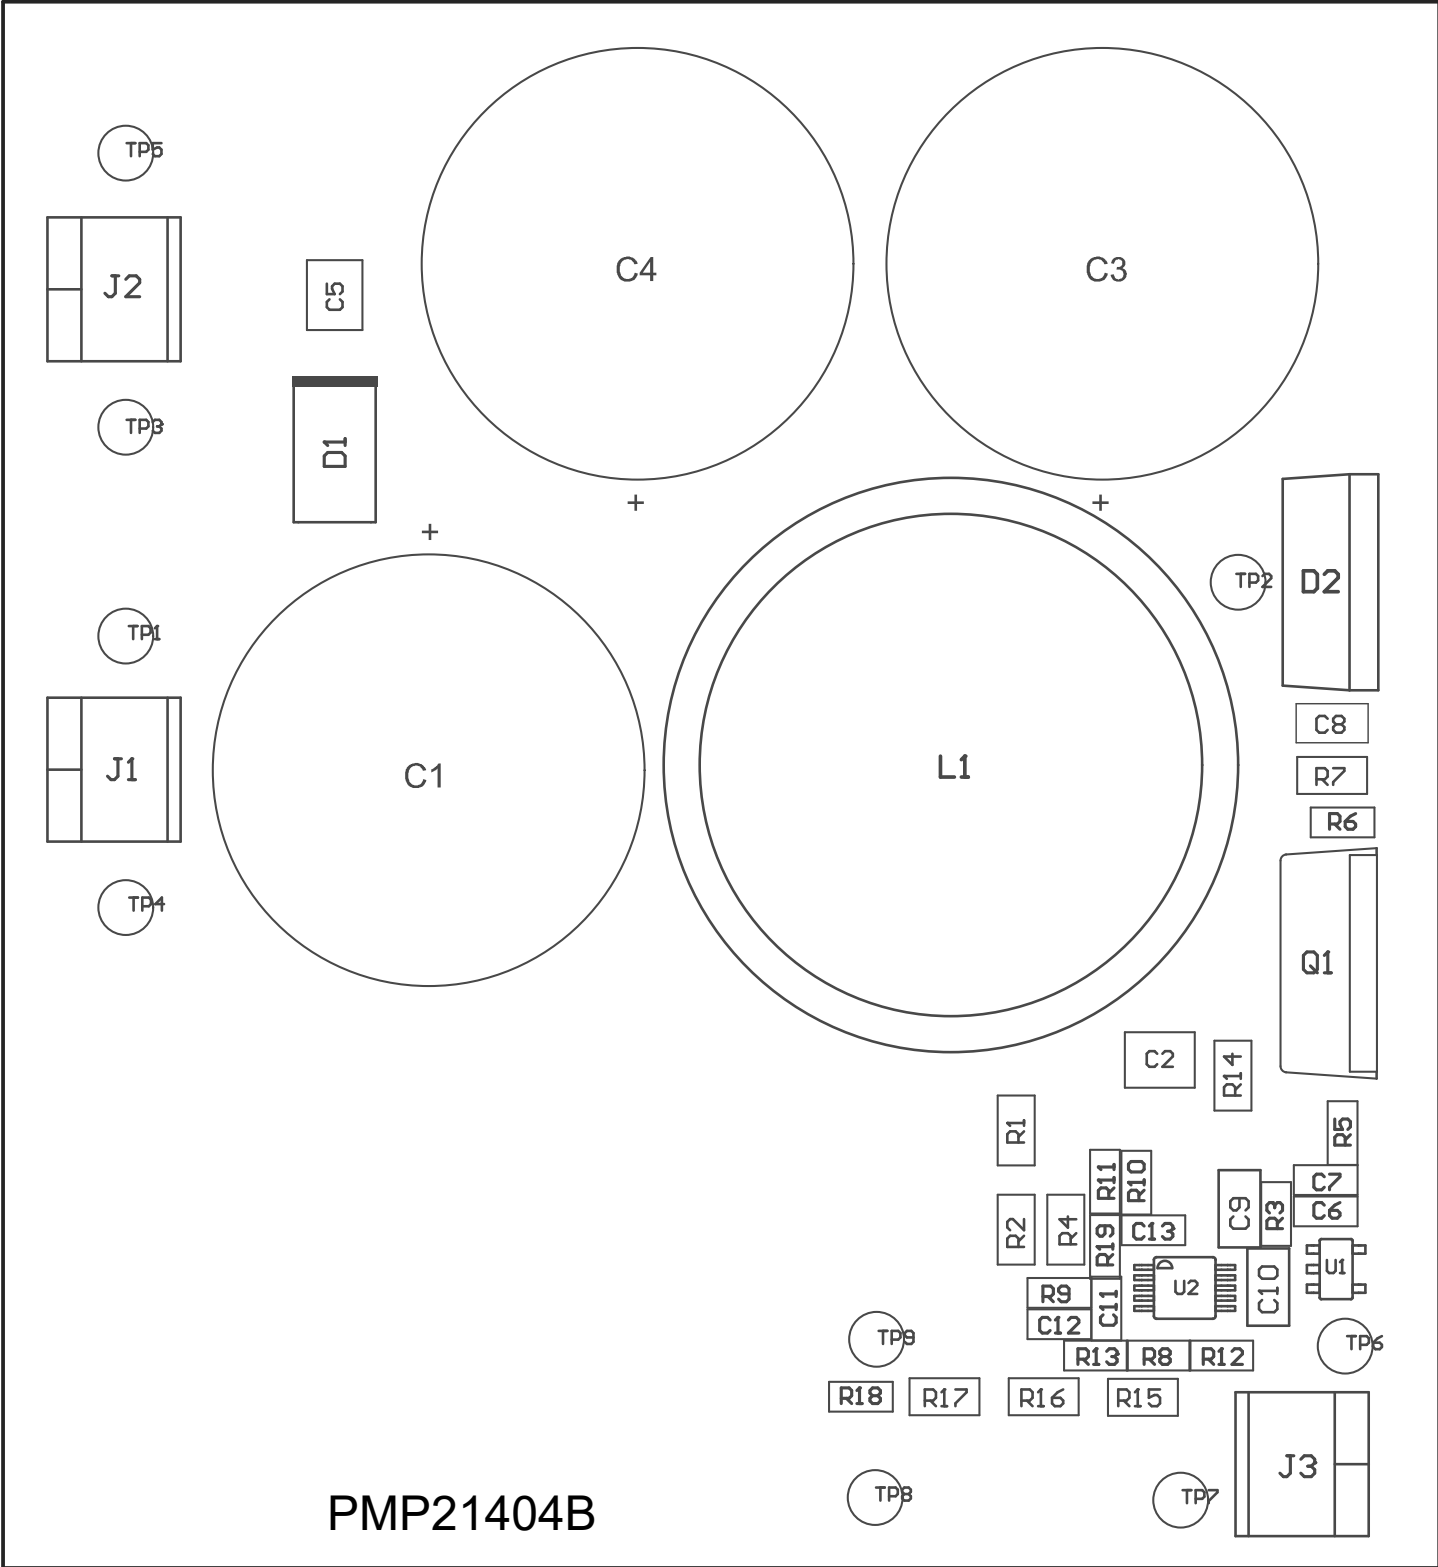 TP5
J2
C5
C4
C3
TP3
D1
+
+
+
TP2
D2
TP1
C8
J1
C1
L1
R7
R6
TP4
Q1
C2
R14
R1
R5
R11
R10
C7
C9
R3
C6
R2
R4
R19
C13
U1
U2
C10
R9
C11
C12
TP9
TP6
R13
R8
R12
R18
R17
R16
R15
J3
TP8
TP7
PMP21404B